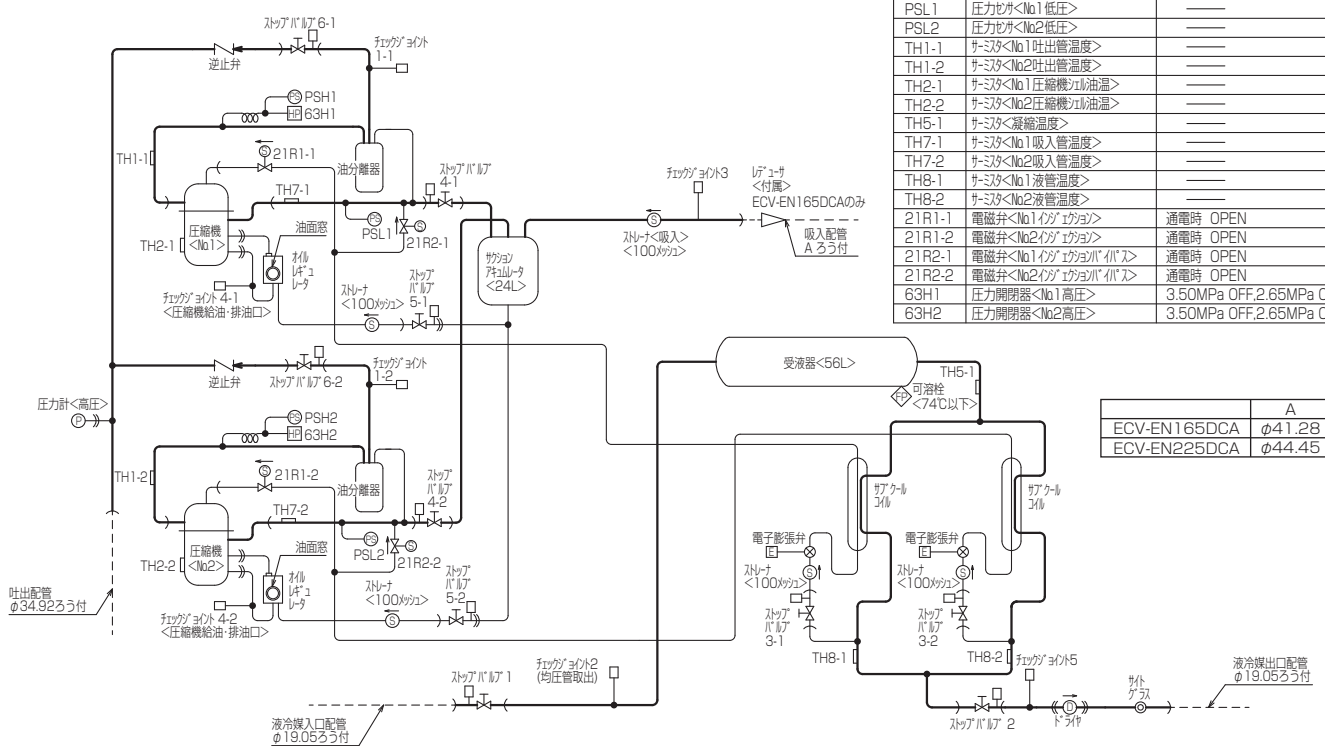 ストップバルブ6-1
チェックジョイント
1-1
逆止弁
PS PSH1
HP 63H1
TH1-1
S 21R1-1
油分離器
ストップバルブ
4-1
TH7-1
圧縮機
<No.1>
TH2-1
油面窓
オイル
レギュ
レータ
PS
PSL1
S
21R2-1
チェックジョイント 4-1
<圧縮機給油・排油口>
ストレーナ
<100メッシュ>
S
ストップ
バルブ
5-1
サクション
アキュムレータ
<24L>
チェックジョイント3
S
ストレーナ<吸入>
<100メッシュ>
レデューサ
<付属>
ECV-EN165DCAのみ
吸入配管
A ろう付
PSL1 圧力センサ<No.1低圧> ——
PSL2 圧力センサ<No.2低圧> ——
TH1-1 サーミスタ<No.1吐出管温度> ——
TH1-2 サーミスタ<No.2吐出管温度> ——
TH2-1 サーミスタ<No.1圧縮機シェル油温> ——
TH2-2 サーミスタ<No.2圧縮機シェル油温> ——
TH5-1 サーミスタ<凝縮温度> ——
TH7-1 サーミスタ<No.1吸入管温度> ——
TH7-2 サーミスタ<No.2吸入管温度> ——
TH8-1 サーミスタ<No.1液管温度> ——
TH8-2 サーミスタ<No.2液管温度> ——
21R1-1 電磁弁<No.1インジェクション> 通電時 OPEN
21R1-2 電磁弁<No.2インジェクション> 通電時 OPEN
21R2-1 電磁弁<No.1インジェクションバイパス> 通電時 OPEN
21R2-2 電磁弁<No.2インジェクションバイパス> 通電時 OPEN
63H1 圧力開閉器<No.1高圧> 3.50MPa OFF,2.65MPa
63H2 圧力開閉器<No.2高圧> 3.50MPa OFF,2.65MPa
逆止弁
ストップバルブ6-2
チェックジョイント
1-2
圧力計<高圧>
P
PS PSH2
HP 63H2
TH1-2
S 21R1-2
油分離器
ストップ
バルブ
4-2
TH7-2
圧縮機
<No.2>
TH2-2
油面窓
オイル
レギュ
レータ
PS
PSL2
S
21R2-2
チェックジョイント 4-2
<圧縮機給油・排油口>
ストレーナ
<100メッシュ>
S
ストップ
バルブ
5-2
吐出配管
φ34.92ろう付
受液器<56L>
FP
可溶栓
<74℃以下>
TH5-1
A
ECV-EN165DCA φ41.28
ECV-EN225DCA φ44.45
サブクール
コイル
サブクール
コイル
電子膨張弁
E
ストレーナ
<100メッシュ>
S
ストップ
バルブ
3-1
電子膨張弁
E
ストレーナ
<100メッシュ>
S
ストップ
バルブ
3-2
TH8-1
TH8-2
チェックジョイント5
ストップバルブ 1
チェックジョイント2
(均圧管取出)
液冷媒入口配管
φ19.05ろう付
ストップバルブ 2
D
ドライヤ
サイト
グラス
液冷媒出口配管
φ19.05ろう付